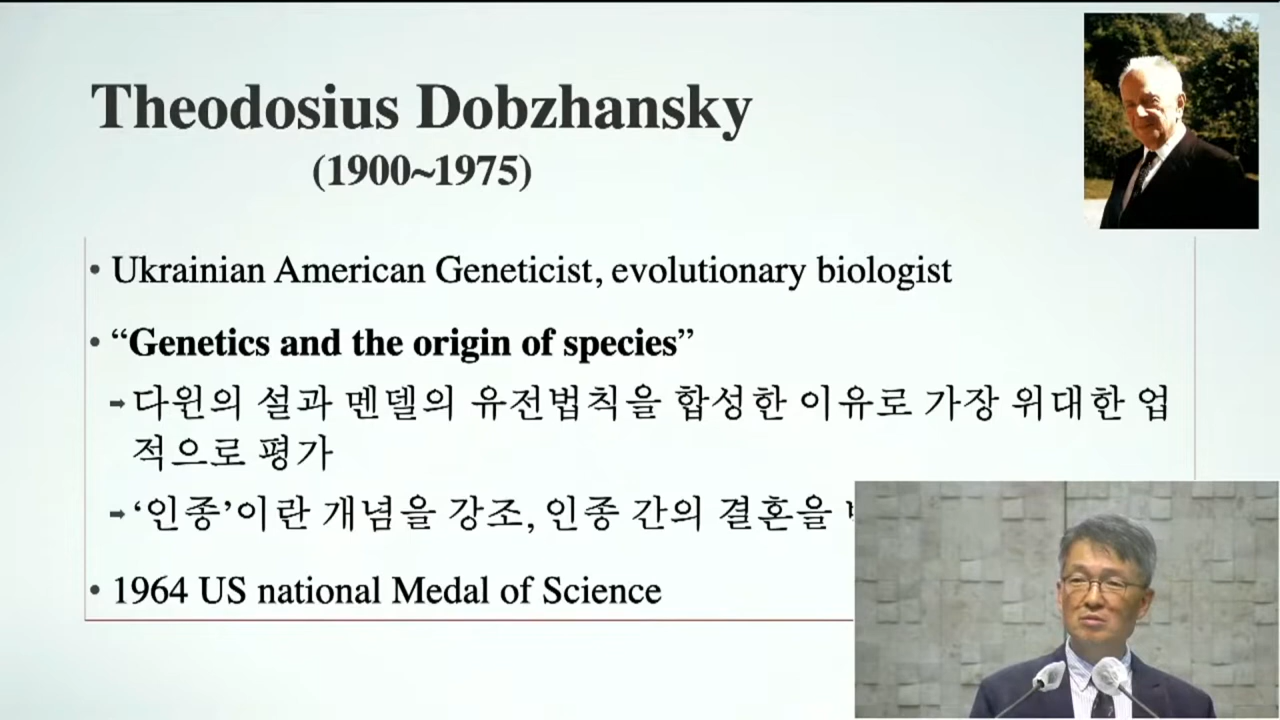 Theodosius Dobzhansky
(1900~1975)
• Ukrainian American Geneticist, evolutionary biologist
• “Genetics and the origin of species”
➡다윈의 설과 멘델의 유전법칙을 합성한 이유로 가장 위대한 업
적으로 평가
➡‘인종’이란 개념을 강조, 인종 간의 결혼을
• 1964 US national Medal of Science